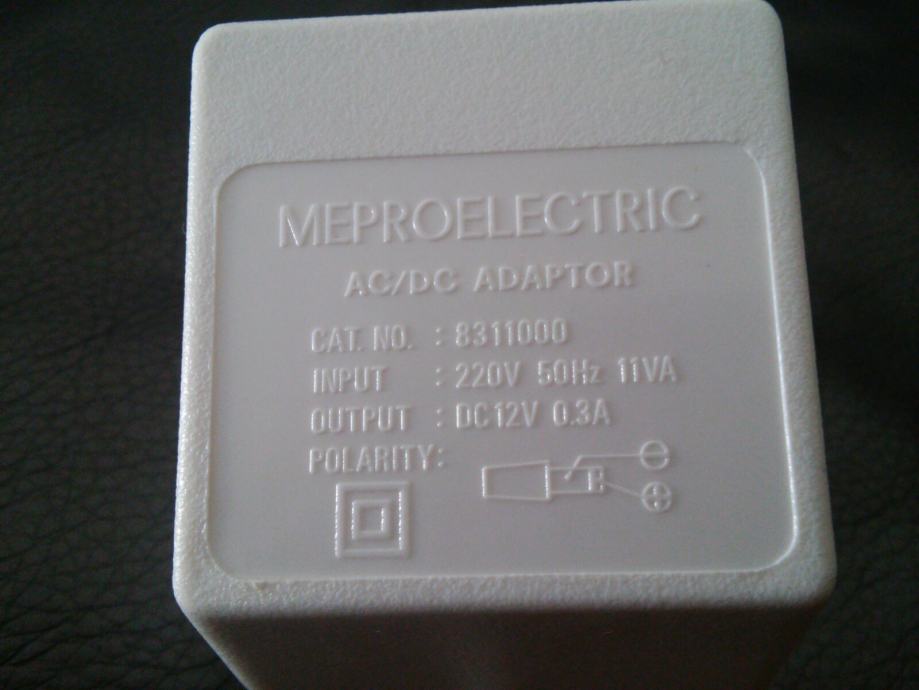 MEPROELECTRIC
AC/DC ADAPTOR
CAT. NO. : 8311000
INPUT : 220V 50Hz 11VA
OUTPUT : DC12V 0.3A
POLARITY: